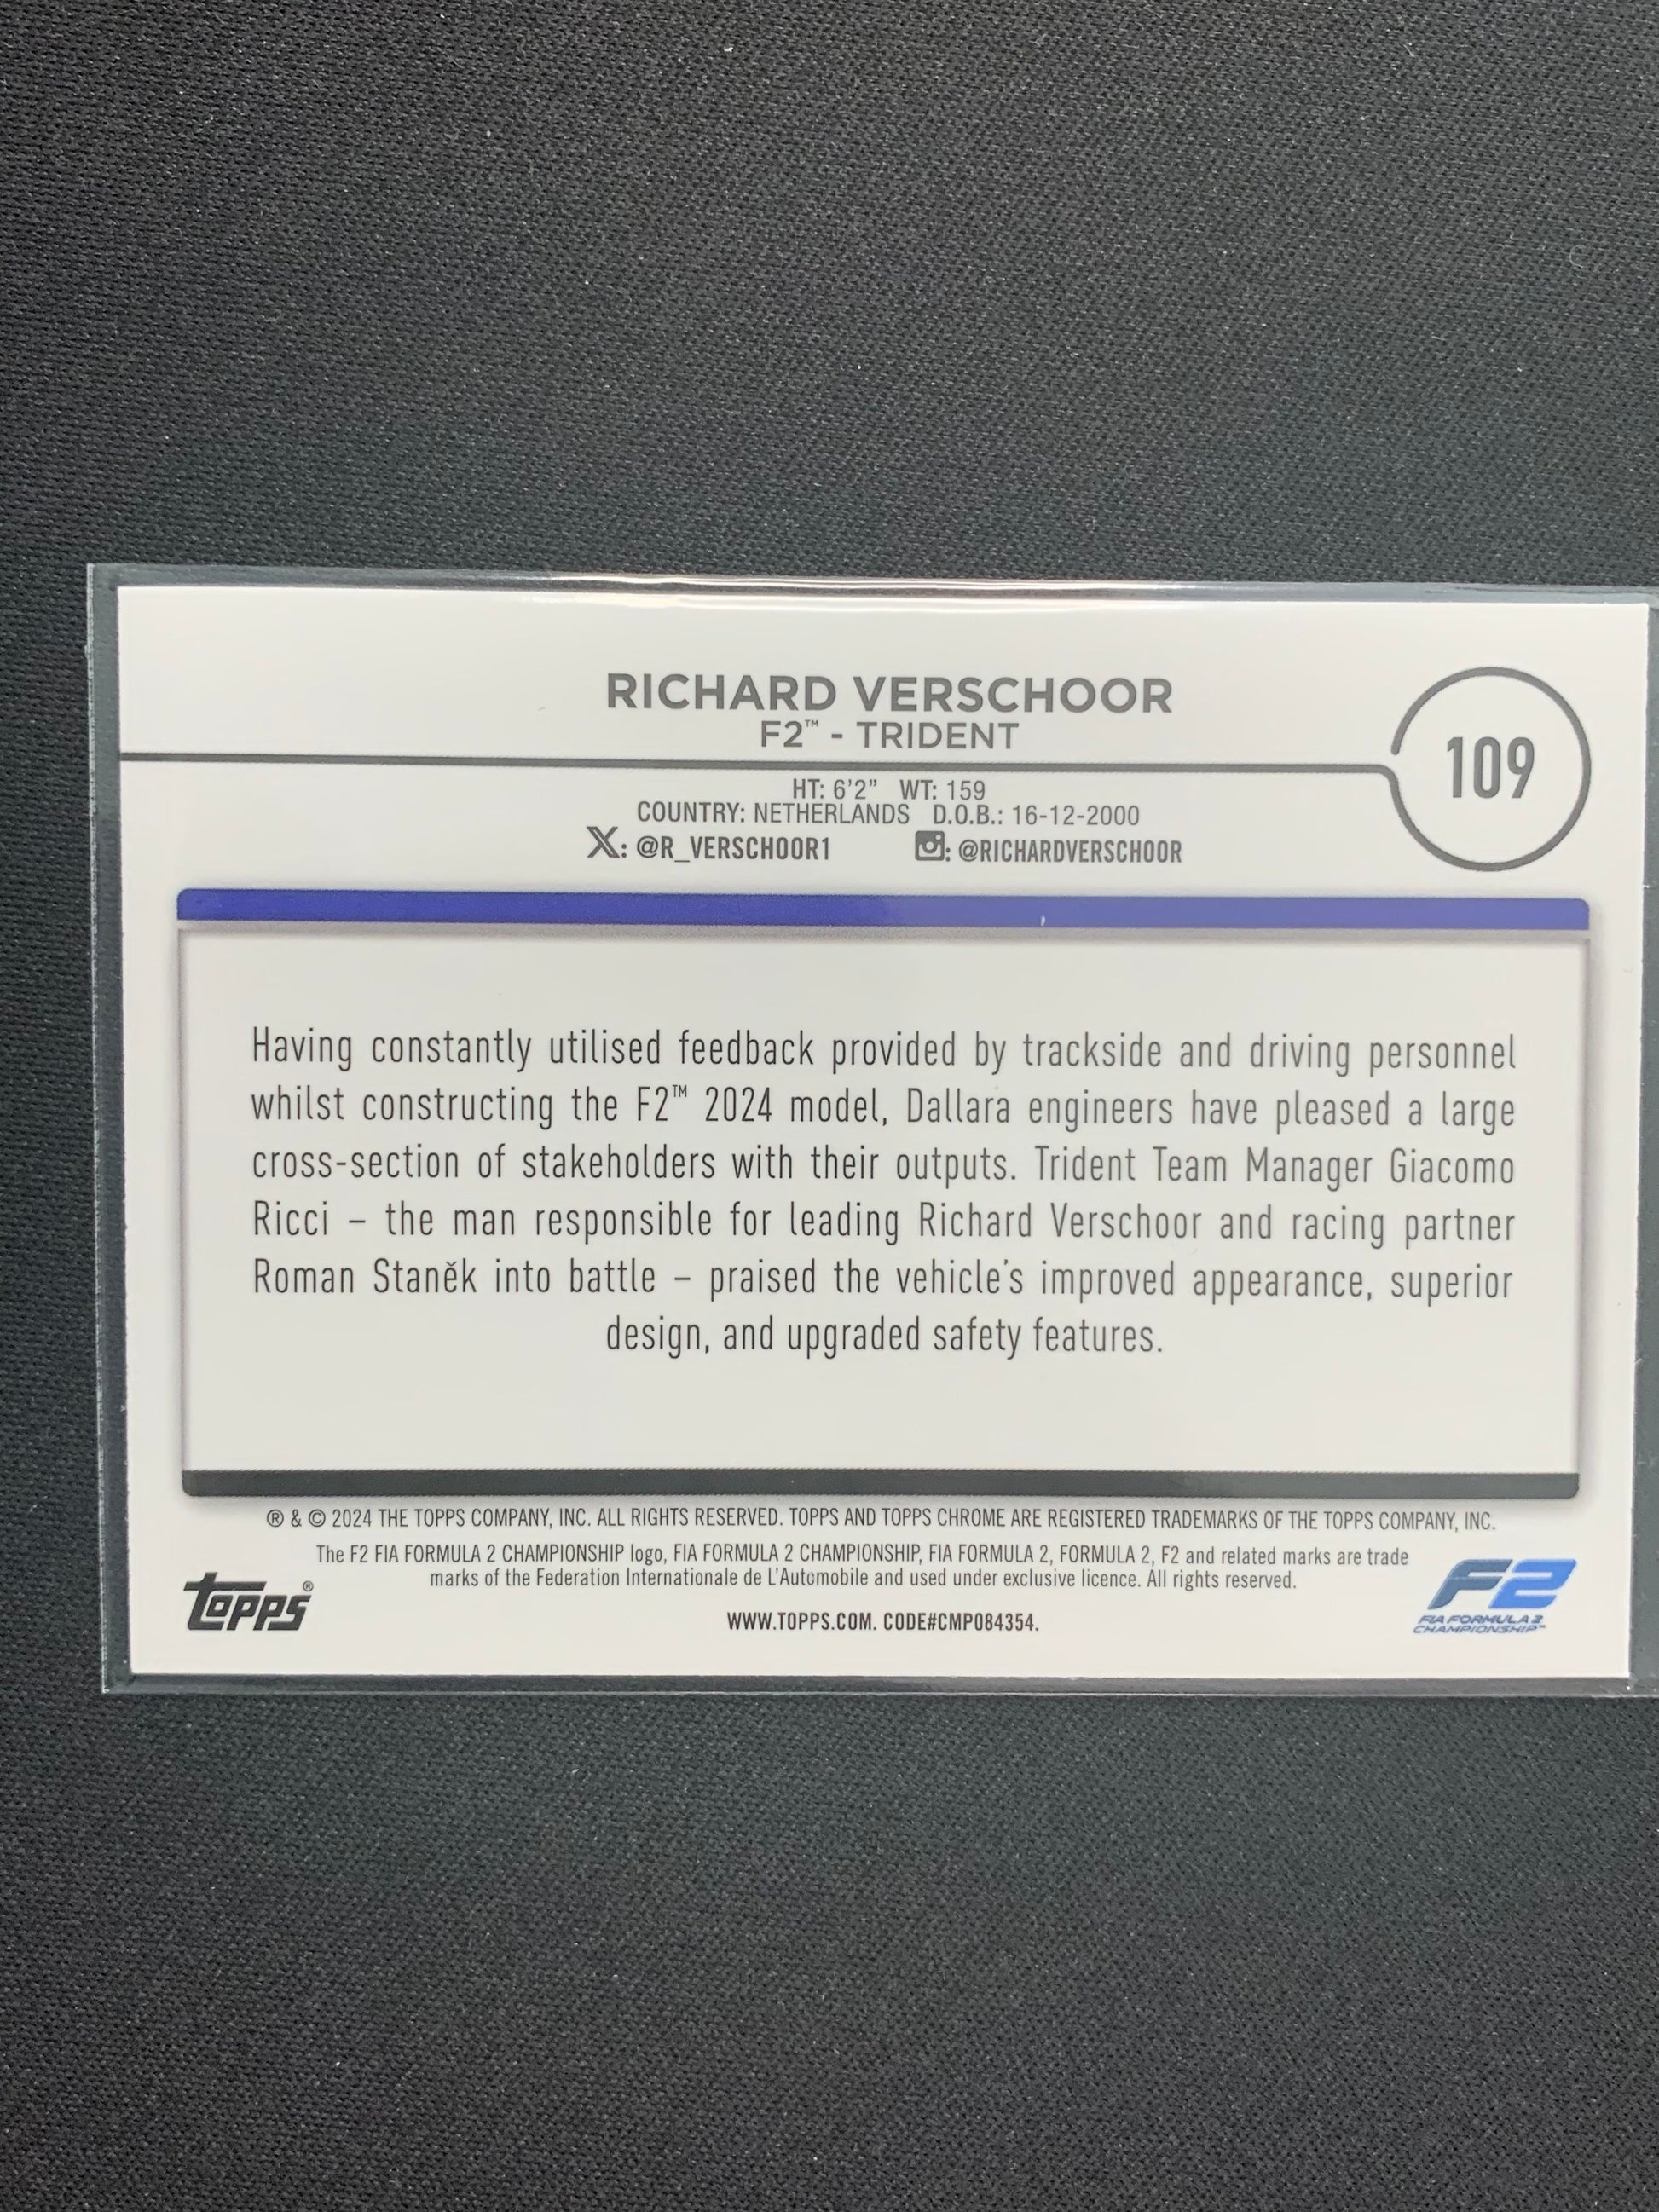 RICHARD VERSCHOOR
F2™ - TRIDENT
109
HT: 6'2” WT: 159
COUNTRY: NETHERLANDS D.O.B.: 16-12-2000
X: @R_VERSCHOOR1 : @RICHARDVERSCHOOR
Having constantly utilised feedback provided by trackside and driving personnel
whilst constructing the F2™ 2024 model, Dallara engineers have pleased a large
cross-section of stakeholders with their outputs. Trident Team Manager Giacomo
Ricci – the man responsible for leading Richard Verschoor and racing partner
Roman Staněk into battle – praised the vehicle's improved appearance, superior
design, and upgraded safety features.
® & © 2024 THE TOPPS COMPANY, INC. ALL RIGHTS RESERVED. TOPPS AND TOPPS CHROME ARE REGISTERED TRADEMARKS OF THE TOPPS COMPANY, INC.
The F2 FIA FORMULA 2 CHAMPIONSHIP logo, FIA FORMULA 2 CHAMPIONSHIP, FIA FORMULA 2, FORMULA 2, F2 and related marks are trade
marks of the Federation Internationale de L'Automobile and used under exclusive licence. All rights reserved.
WWW.TOPPS.COM. CODE#CMP084354.
topps®
F2
FIA FORMULA 2
CHAMPIONSHIP™